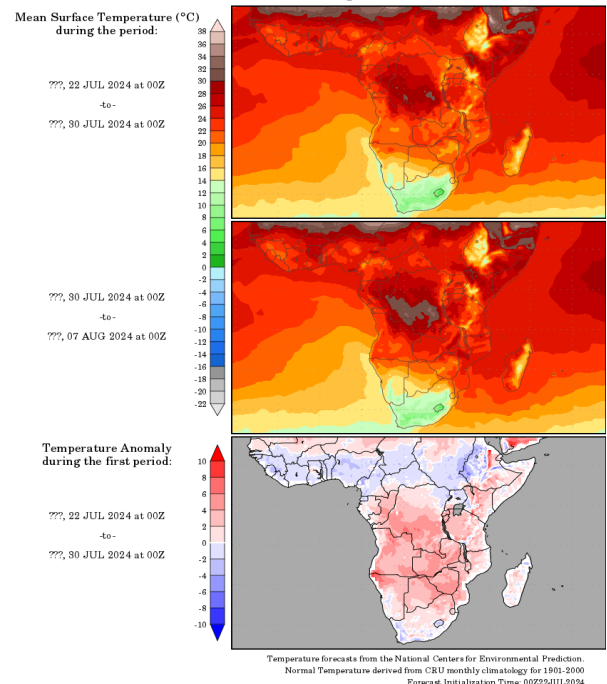 Mean Surface Temperature (°C)
during the period:
38
36
34
32
30
28
26
24
22
20
18
16
14
12
10
8
6
4
2
0
-2
-4
-6
-8
-10
-12
-14
-16
-18
-20
-22
???, 22 JUL 2024 at 00Z
-to-
???, 30 JUL 2024 at 00Z
???, 30 JUL 2024 at 00Z
-to-
???, 07 AUG 2024 at 00Z
Temperature Anomaly
during the first period:
10
8
6
4
2
0
-2
-4
-6
-8
-10
???, 22 JUL 2024 at 00Z
-to-
???, 30 JUL 2024 at 00Z
Temperature forecasts from the National Centers for Environmental Prediction.
Normal Temperature derived from CRU monthly climatology for 1901-2000
Forecast Initialization Time: 00Z22JUL2024